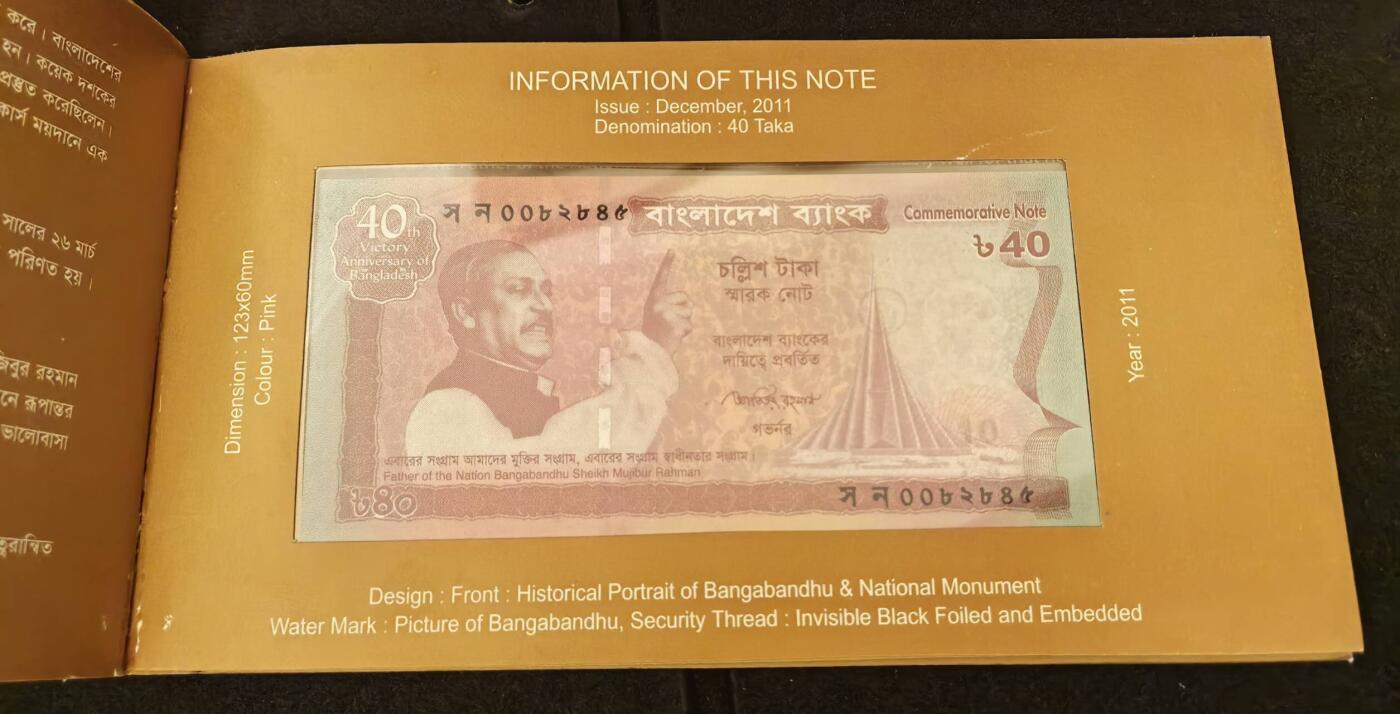 করে। বাংলাদেশের
হন। কয়েক দশকের
প্রস্তুত করেছিলেন।
ময়দানে এক
সালের ২৬ মার্চ
পরিণত হয়।
রহমান
নে রূপান্তর
ভালোবাসা
INFORMATION OF THIS NOTE
Issue : December, 2011
Denomination : 40 Taka
Dimension : 123x60mm
Colour : Pink
40th
Victory
Anniversary of
Bangladesh
স ন ০০৮২৮৪৫
বাংলাদেশ ব্যাংক
Commemorative Note
৳40
চল্লিশ টাকা
স্মারক নোট
বাংলাদেশ ব্যাংকের
দায়িত্বে প্রবর্তিত
গভর্নর
এবারের সংগ্রাম আমাদের মুক্তির সংগ্রাম, এবারের সংগ্রাম স্বাধীনতার সংগ্রাম।
Father of the Nation Bangabandhu Sheikh Mujibur Rahman
৳৪০
স ন ০০৮২৮৪৫
Year : 2011
Design : Front : Historical Portrait of Bangabandhu & National Monument
Water Mark : Picture of Bangabandhu, Security Thread : Invisible Black Foiled and Embedded